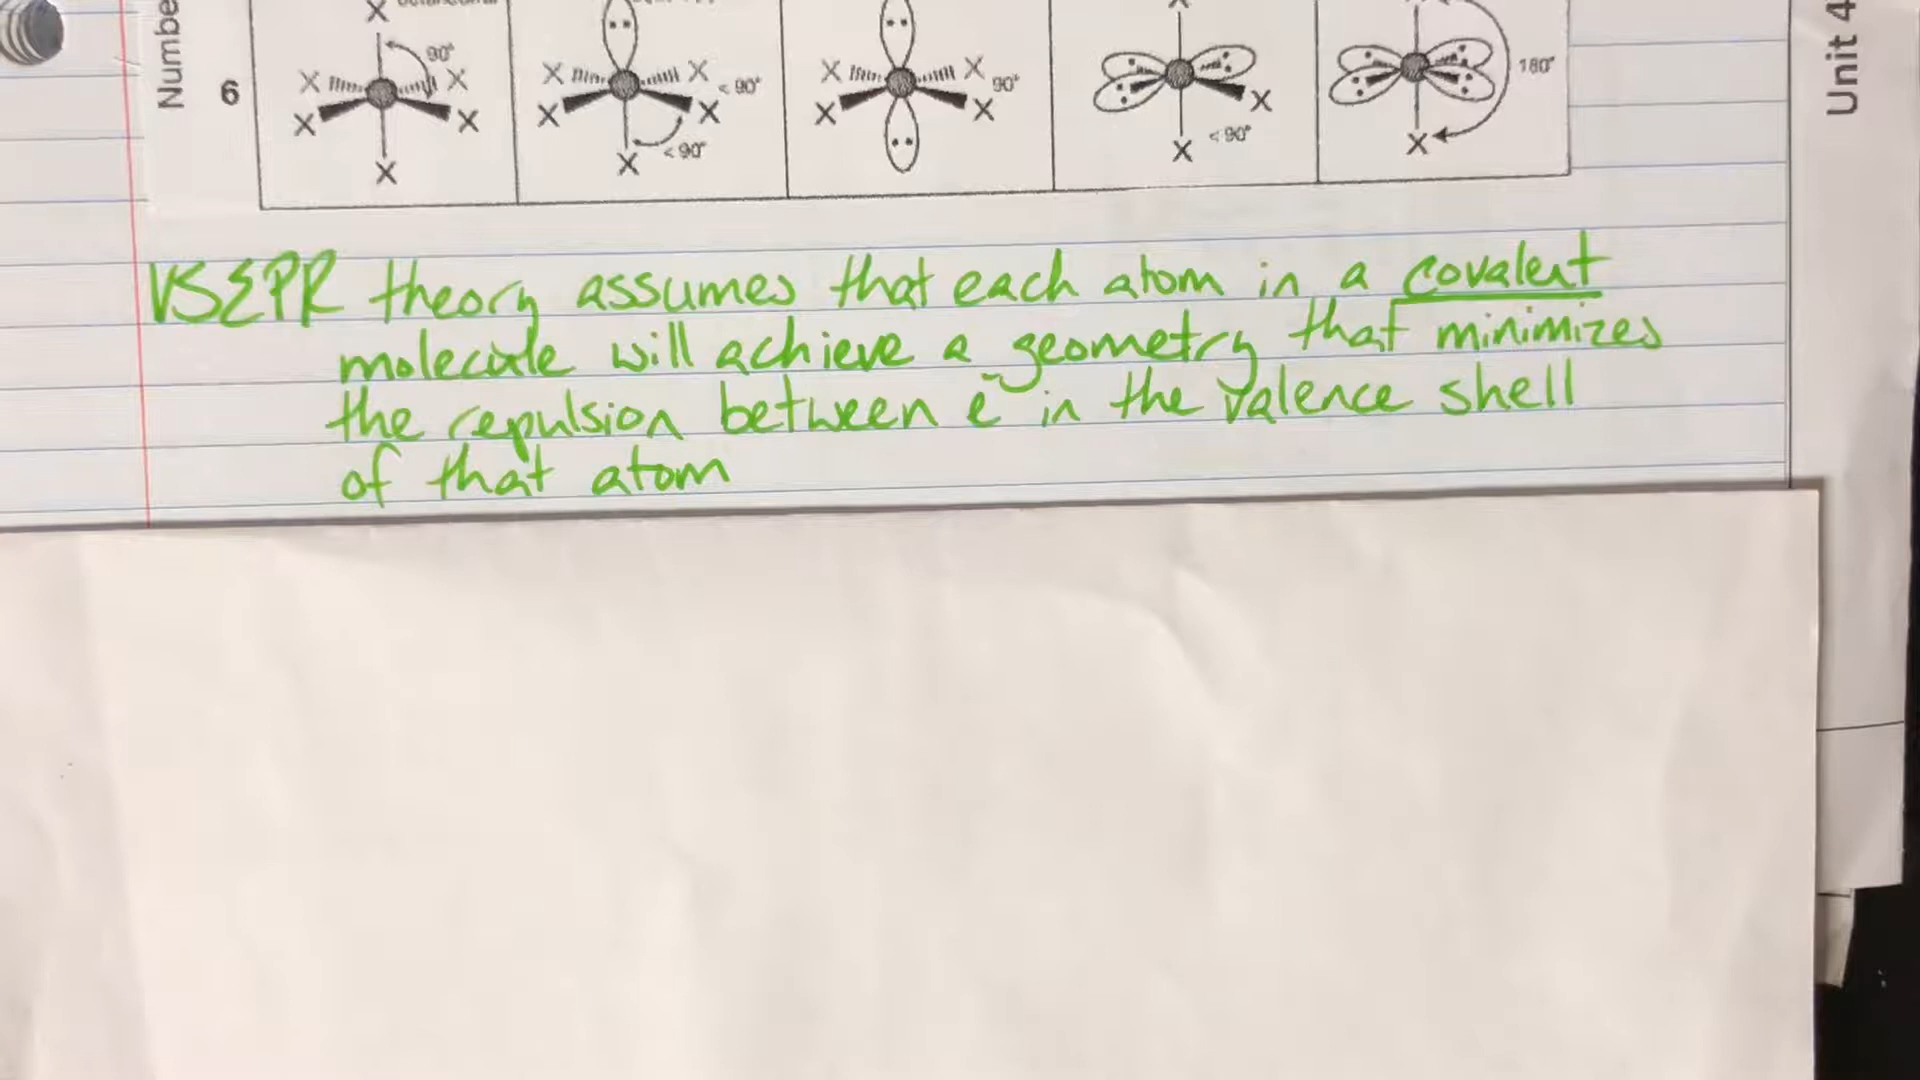 Numbe
6
X
90°
X
X
X
X
X
X
X
X
X
X
< 90°
< 90°
X
X
X
X
90°
X
X
< 90°
X
180°
Unit 4
VSEPR theory assumes that each atom in a covalent
molecule will achieve a geometry that minimizes
the repulsion between e⁻ in the valence shell
of that atom